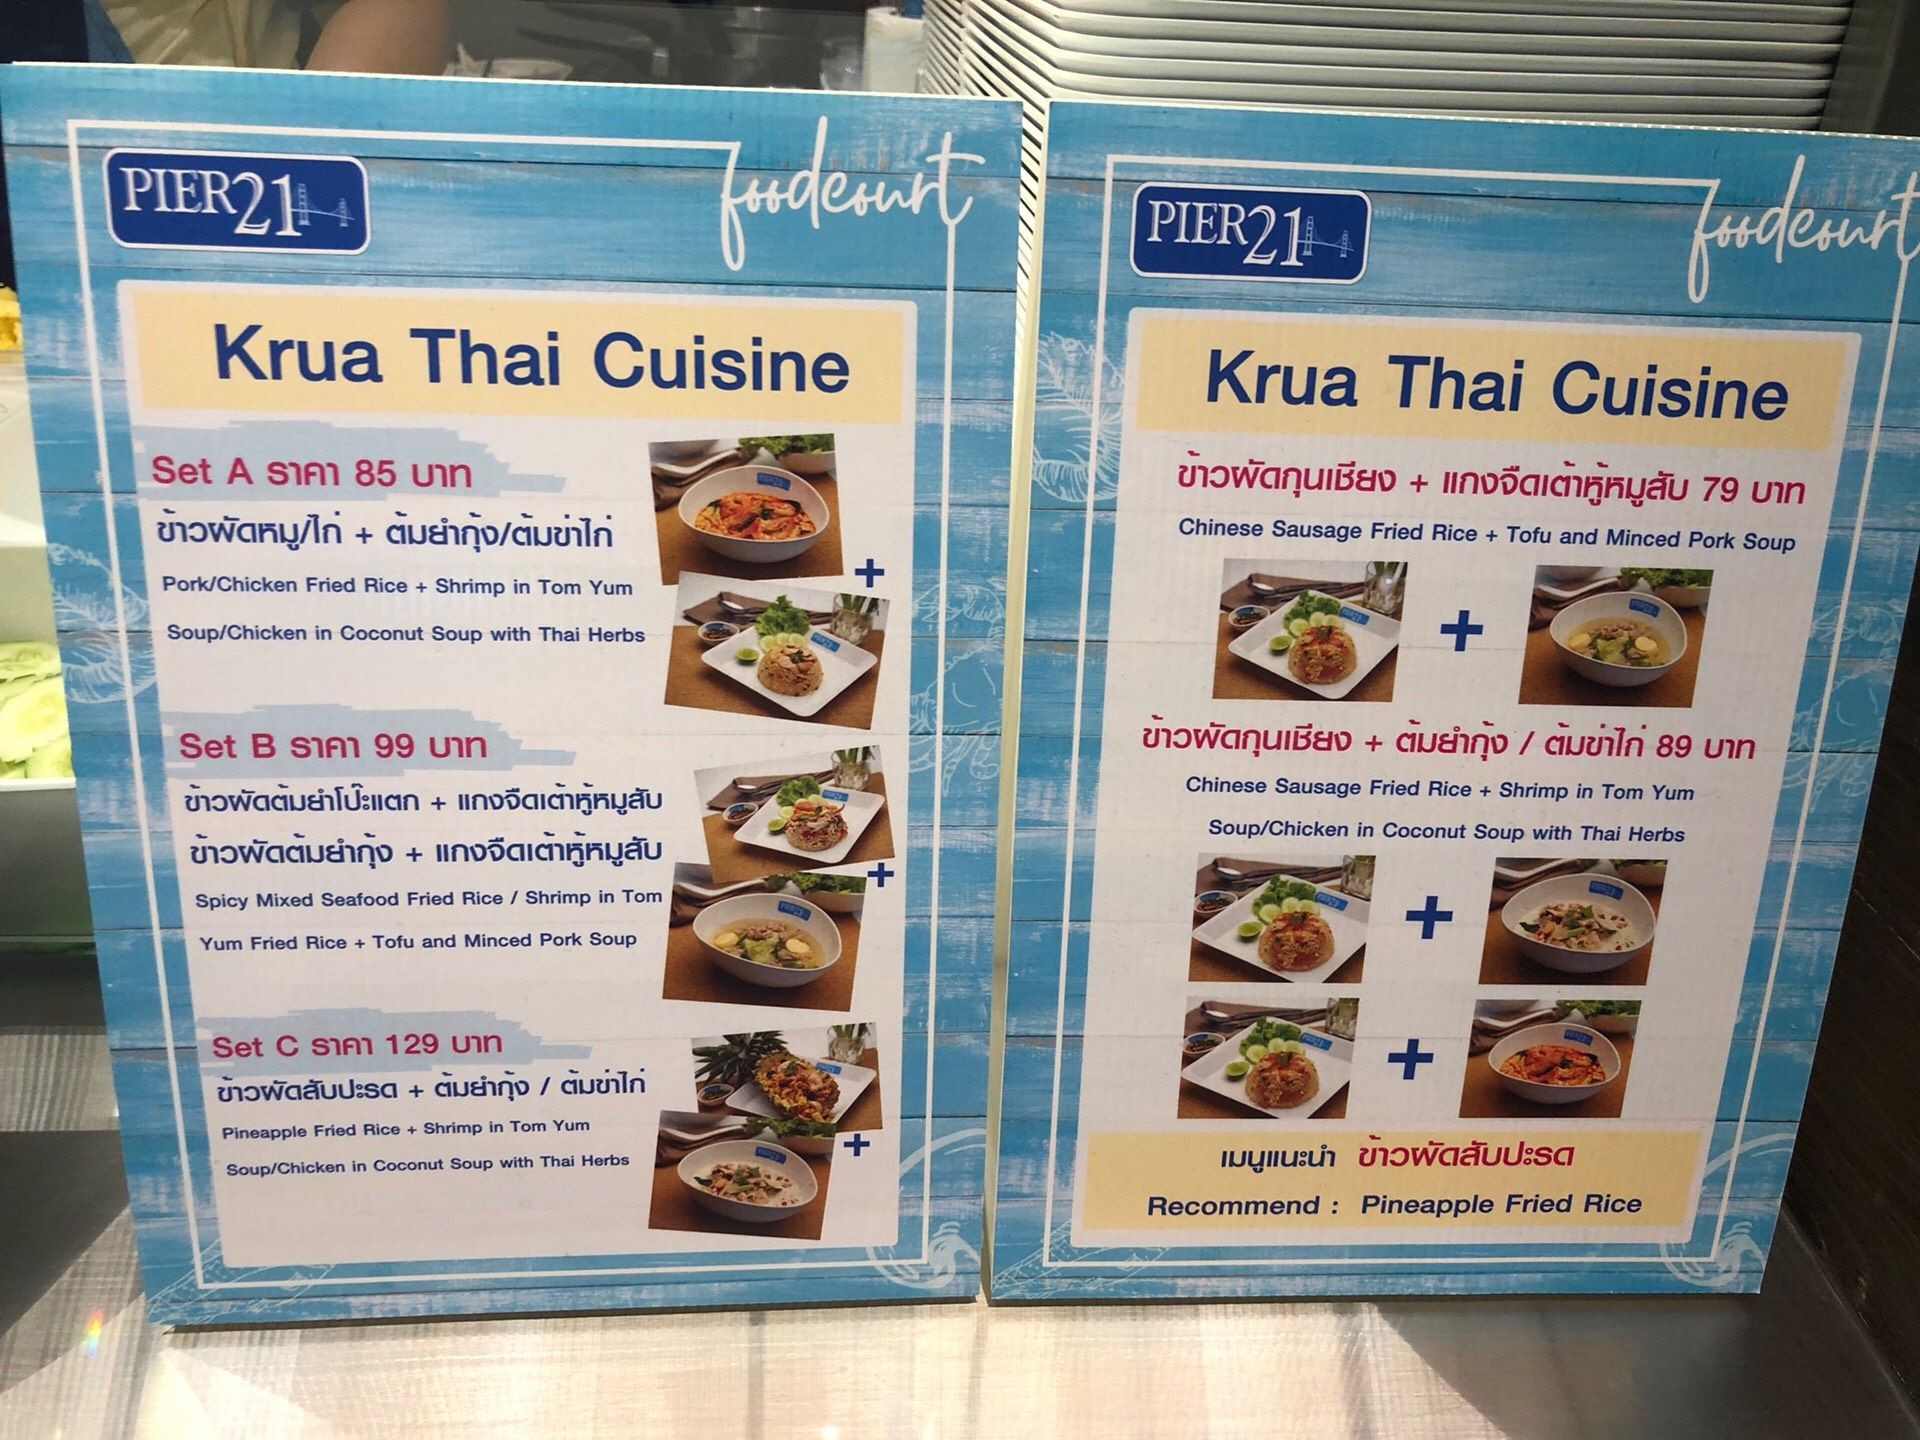 PIER 21
foodcourt
Krua Thai Cuisine
Set A ราคา 85 บาท
ข้าวผัดหมู/ไก่ + ต้มยำกุ้ง/ต้มข่าไก่
Pork/Chicken Fried Rice + Shrimp in Tom Yum
Soup/Chicken in Coconut Soup with Thai Herbs
+
Set B ราคา 99 บาท
ข้าวผัดต้มยำโป๊ะแตก + แกงจืดเต้าหู้หมูสับ
ข้าวผัดต้มยำกุ้ง + แกงจืดเต้าหู้หมูสับ
Spicy Mixed Seafood Fried Rice / Shrimp in Tom
Yum Fried Rice + Tofu and Minced Pork Soup
+
Set C ราคา 129 บาท
ข้าวผัดสับปะรด + ต้มยำกุ้ง / ต้มข่าไก่
Pineapple Fried Rice + Shrimp in Tom Yum
Soup/Chicken in Coconut Soup with Thai Herbs
+
PIER 21
foodcourt
Krua Thai Cuisine
ข้าวผัดกุนเชียง + แกงจืดเต้าหู้หมูสับ 79 บาท
Chinese Sausage Fried Rice + Tofu and Minced Pork Soup
+
ข้าวผัดกุนเชียง + ต้มยำกุ้ง / ต้มข่าไก่ 89 บาท
Chinese Sausage Fried Rice + Shrimp in Tom Yum
Soup/Chicken in Coconut Soup with Thai Herbs
+
+
เมนูแนะนำ ข้าวผัดสับปะรด
Recommend : Pineapple Fried Rice